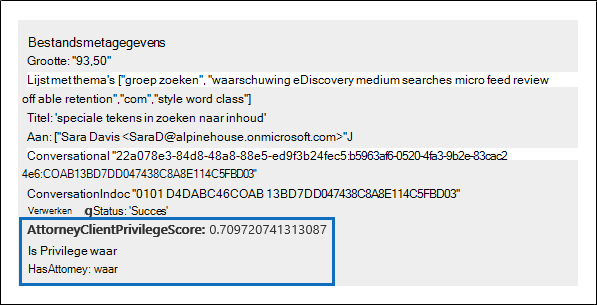 Bestandsmetagegevens
Grootte: "93,50"
Lijst met thema's ["groep zoeken", "waarschuwing eDiscovery medium searches micro feed review
off able retention","com","style word class"]
Titel: 'speciale tekens in zoeken naar inhoud'
Aan: ["Sara Davis <SaraD@alpinehouse.onmicrosoft.com>"J
Conversational "22a078e3-84d8-48a8-88e5-ed9f3b24fec5:b5963af6-0520-4fa3-9b2e-83cac2
4e6:COAB13BD7DD047438C8A8E114C5FBD03"
ConversationIndoc "0101 D4DABC46COAB 13BD7DD047438C8A8E114C5FBD03"
Verwerken qStatus: 'Succes'
AttorneyClientPrivilegeScore: 0.709720741313087
Is Privilege waar
HasAttomey: waar